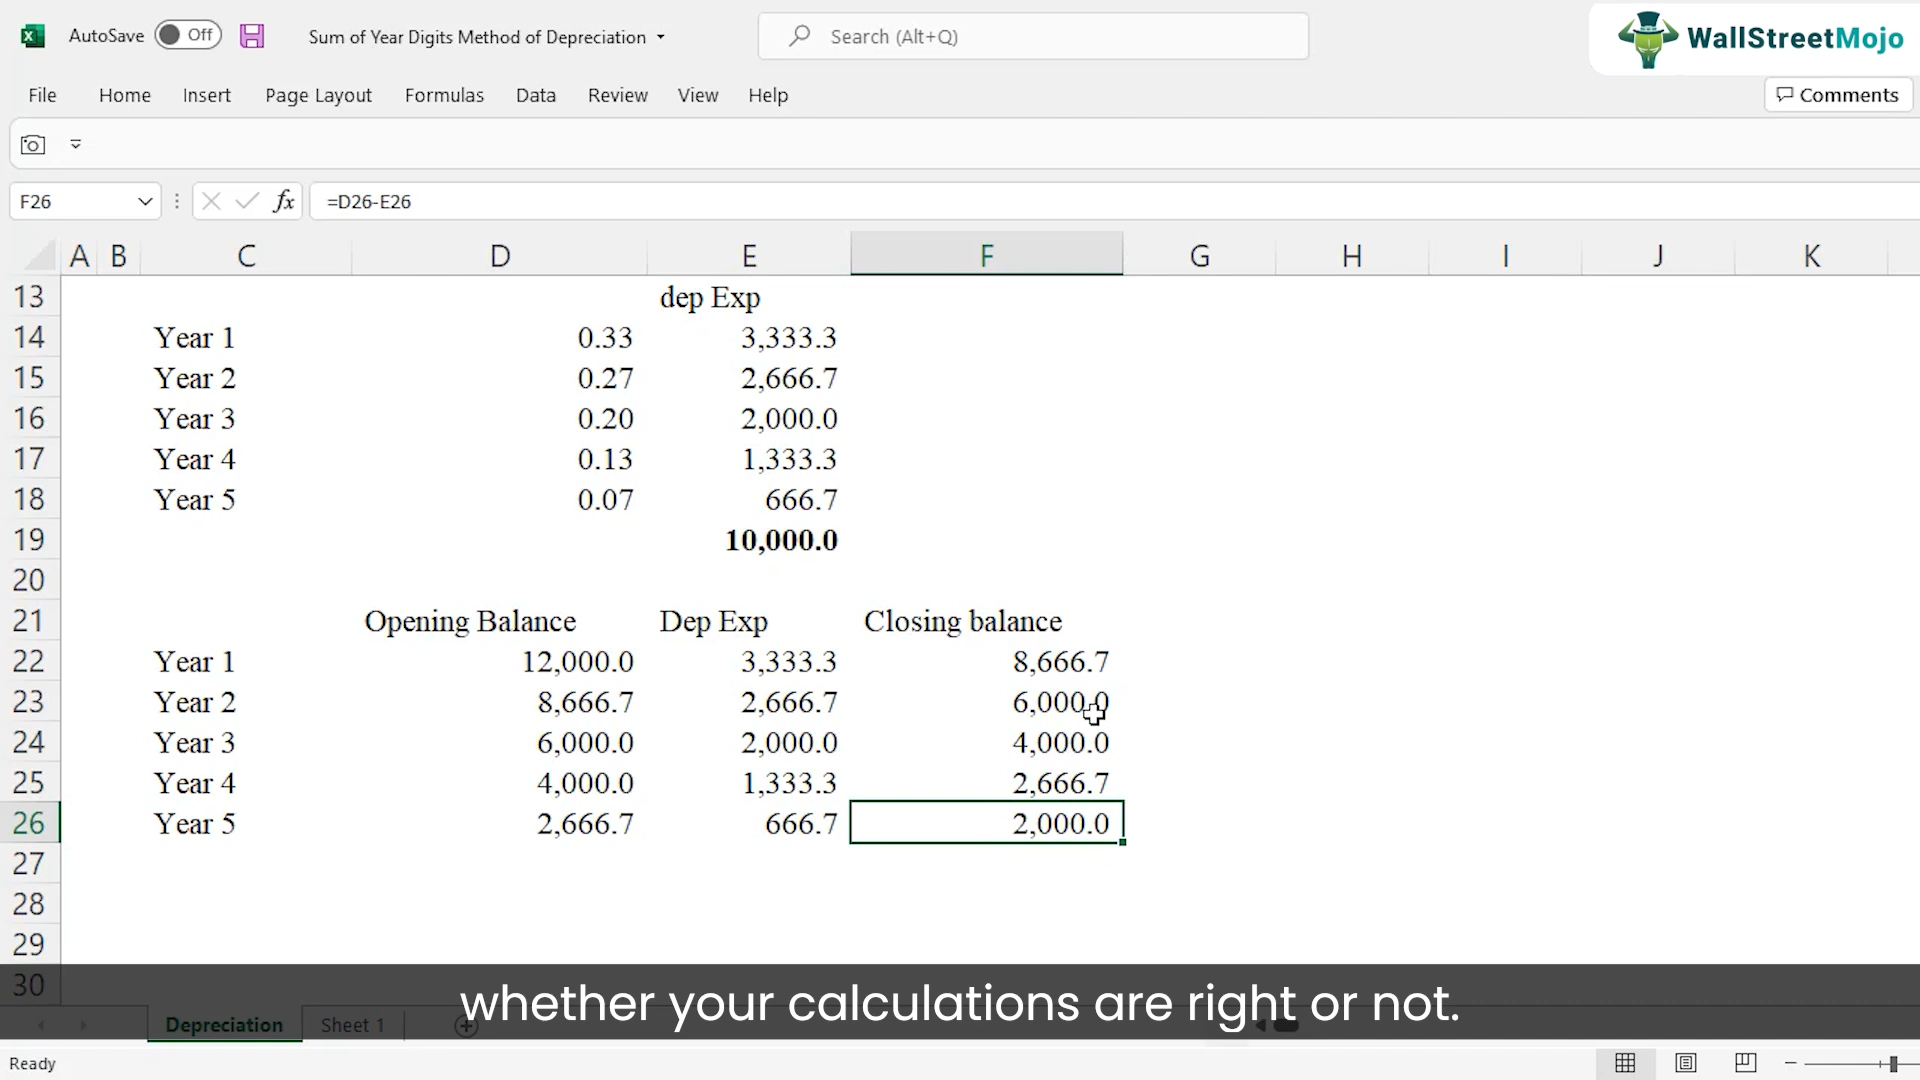 AutoSave Off Sum of Year Digits Method of Depreciation Search (Alt+Q) WallStreetMojo
File Home Insert Page Layout Formulas Data Review View Help Comments
F26 fx =D26-E26
A B C D E F G H I J K
13 dep Exp
14 Year 1 0.33 3,333.3
15 Year 2 0.27 2,666.7
16 Year 3 0.20 2,000.0
17 Year 4 0.13 1,333.3
18 Year 5 0.07 666.7
19 10,000.0
20
21 Opening Balance Dep Exp Closing balance
22 Year 1 12,000.0 3,333.3 8,666.7
23 Year 2 8,666.7 2,666.7 6,000.0
24 Year 3 6,000.0 2,000.0 4,000.0
25 Year 4 4,000.0 1,333.3 2,666.7
26 Year 5 2,666.7 666.7 2,000.0
27
28
29
30
whether your calculations are right or not.
Depreciation Sheet 1
Ready